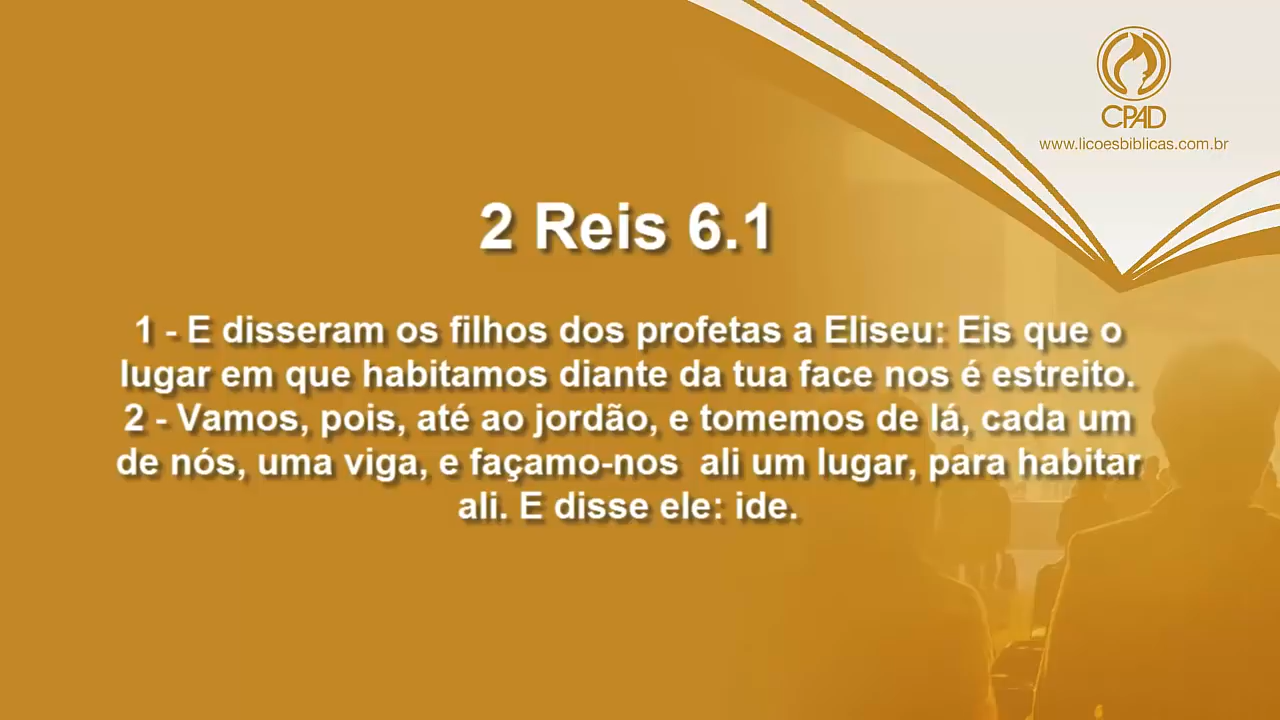 CPAD
www.licoesbiblicas.com.br
2 Reis 6.1
1 - E disseram os filhos dos profetas a Eliseu: Eis que o
lugar em que habitamos diante da tua face nos é estreito.
2 - Vamos, pois, até ao jordão, e tomemos de lá, cada um
de nós, uma viga, e façamo-nos  ali um lugar, para habitar
ali. E disse ele: ide.